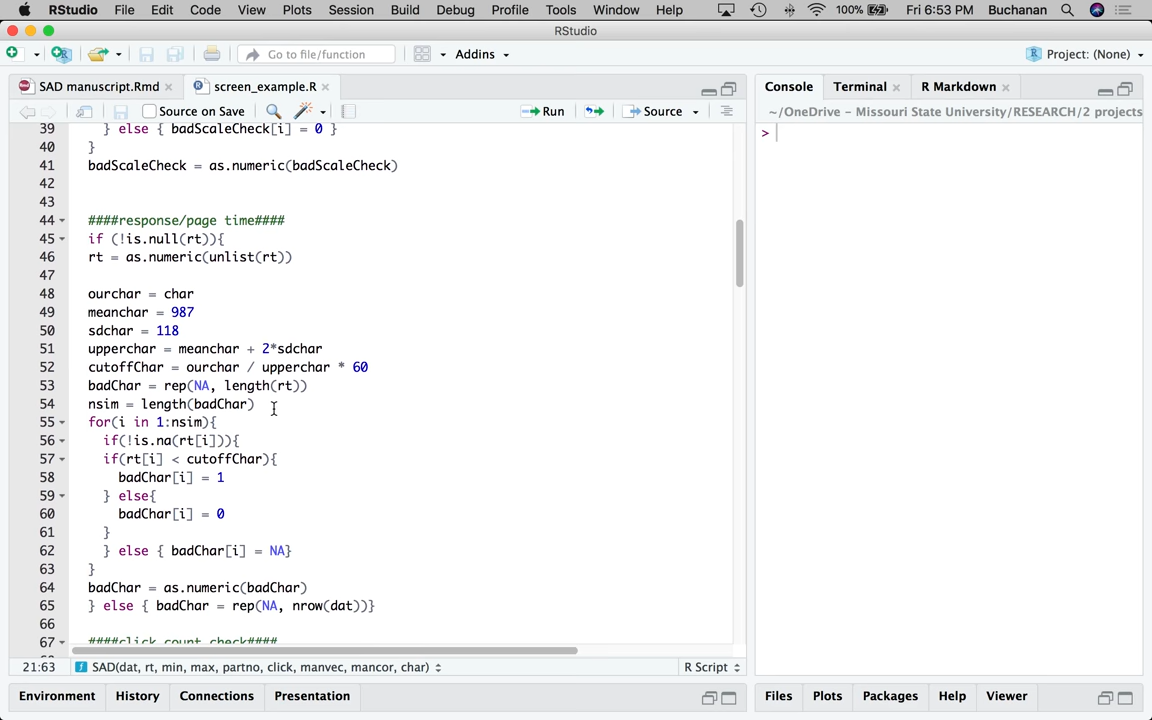 RStudio File Edit Code View Plots Session Build Debug Profile Tools Window Help 100% Fri 6:53 PM Buchanan
RStudio
Go to file/function Addins Project: (None)
SAD manuscript.Rmd screen_example.R Console Terminal R Markdown
Source on Save Run Source ~/OneDrive - Missouri State University/RESEARCH/2 projects
39 } else { badScaleCheck[i] = 0 } >
40 }
41 badScaleCheck = as.numeric(badScaleCheck)
42
43
44 ####response/page time####
45 if (!is.null(rt)){
46 rt = as.numeric(unlist(rt))
47
48 ourchar = char
49 meanchar = 987
50 sdchar = 118
51 upperchar = meanchar + 2*sdchar
52 cutoffChar = ourchar / upperchar * 60
53 badChar = rep(NA, length(rt))
54 nsim = length(badChar)
55 for(i in 1:nsim){
56 if(!is.na(rt[i])){
57 if(rt[i] < cutoffChar){
58 badChar[i] = 1
59 } else{
60 badChar[i] = 0
61 }
62 } else { badChar[i] = NA}
63 }
64 badChar = as.numeric(badChar)
65 } else { badChar = rep(NA, nrow(dat))}
66
67 ####click count check####
21:63 SAD(dat, rt, min, max, partno, click, manvec, mancor, char) R Script
Environment History Connections Presentation Files Plots Packages Help Viewer